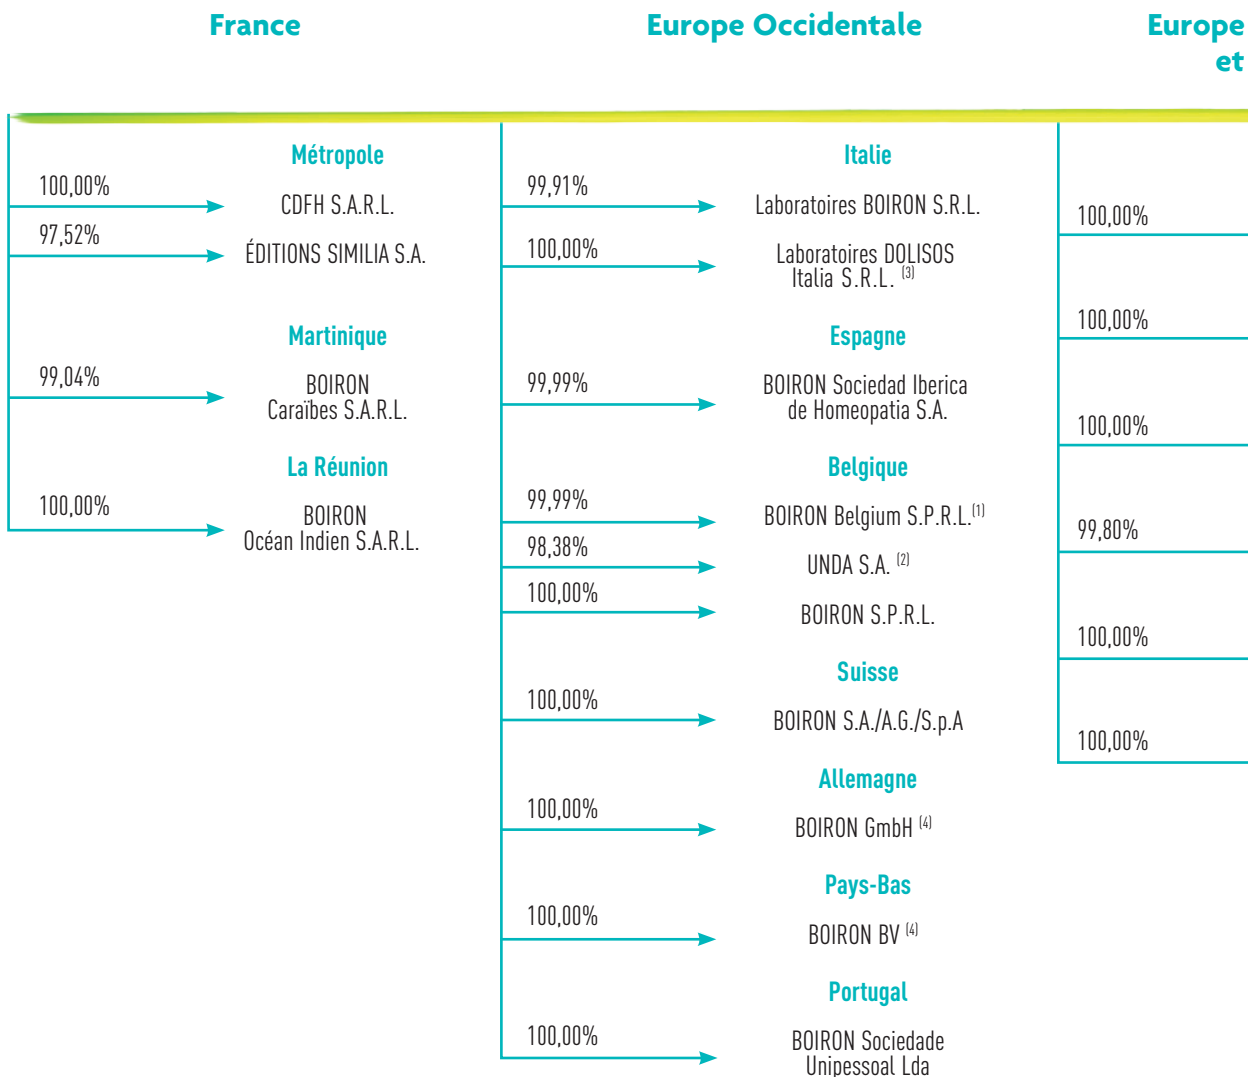 France
Métropole
100,00%
CDFH S.A.R.L.
97,52%
ÉDITIONS SIMILIA S.A.
Martinique
99,04%
BOIRON
Caraïbes S.A.R.L.
La Réunion
100,00%
BOIRON
Océan Indien S.A.R.L.
Europe Occidentale
Italie
99,91%
Laboratoires BOIRON S.R.L.
100,00%
Laboratoires DOLISOS
Italia S.R.L. (3)
Espagne
99,99%
BOIRON Sociedad Iberica
de Homeopatia S.A.
Belgique
99,99%
BOIRON Belgium S.P.R.L.(1)
98,38%
UNDA S.A. (2)
100,00%
BOIRON S.P.R.L.
Suisse
100,00%
BOIRON S.A./A.G./S.p.A
Allemagne
100,00%
BOIRON GmbH (4)
Pays-Bas
100,00%
BOIRON BV (4)
Portugal
100,00%
BOIRON Sociedade
Unipessoal Lda
Europe
et
100,00%
100,00%
100,00%
99,80%
100,00%
100,00%